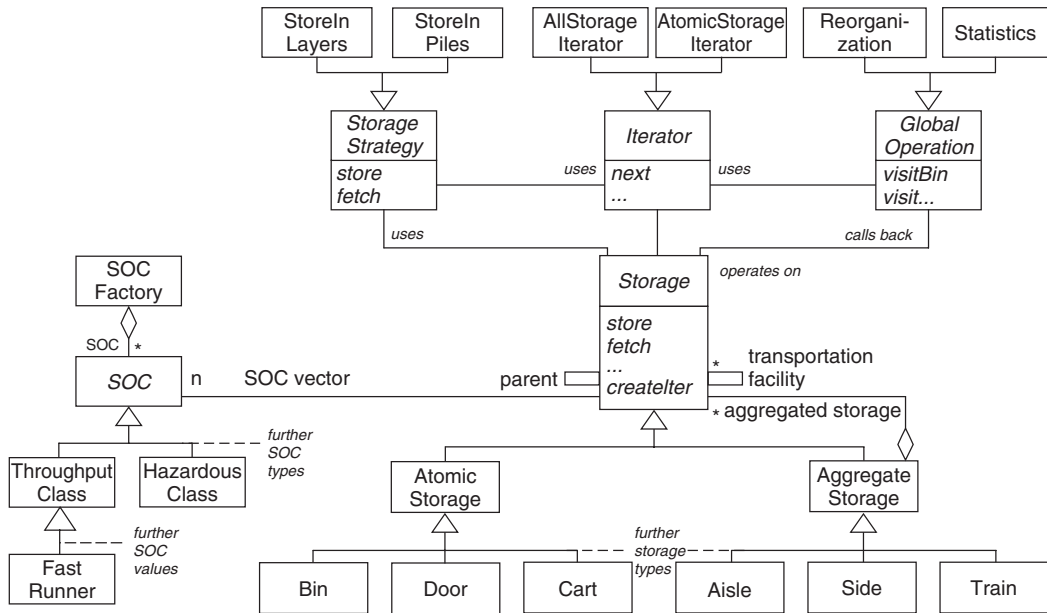 StoreIn
Layers
StoreIn
Piles
AllStorage
Iterator
AtomicStorage
Iterator
Reorgani-
zation
Statistics
Storage
Strategy
store
fetch
uses
Iterator
next
...
uses
Global
Operation
visitBin
visit...
uses
calls back
operates on
Storage
store
fetch
...
createIter
SOC
Factory
SOC *
SOC
n SOC vector
parent
* transportation
facility
* aggregated storage
further
SOC
types
Throughput
Class
Hazardous
Class
further
SOC
values
Fast
Runner
Atomic
Storage
Aggregate
Storage
further
storage
types
Bin
Door
Cart
Aisle
Side
Train